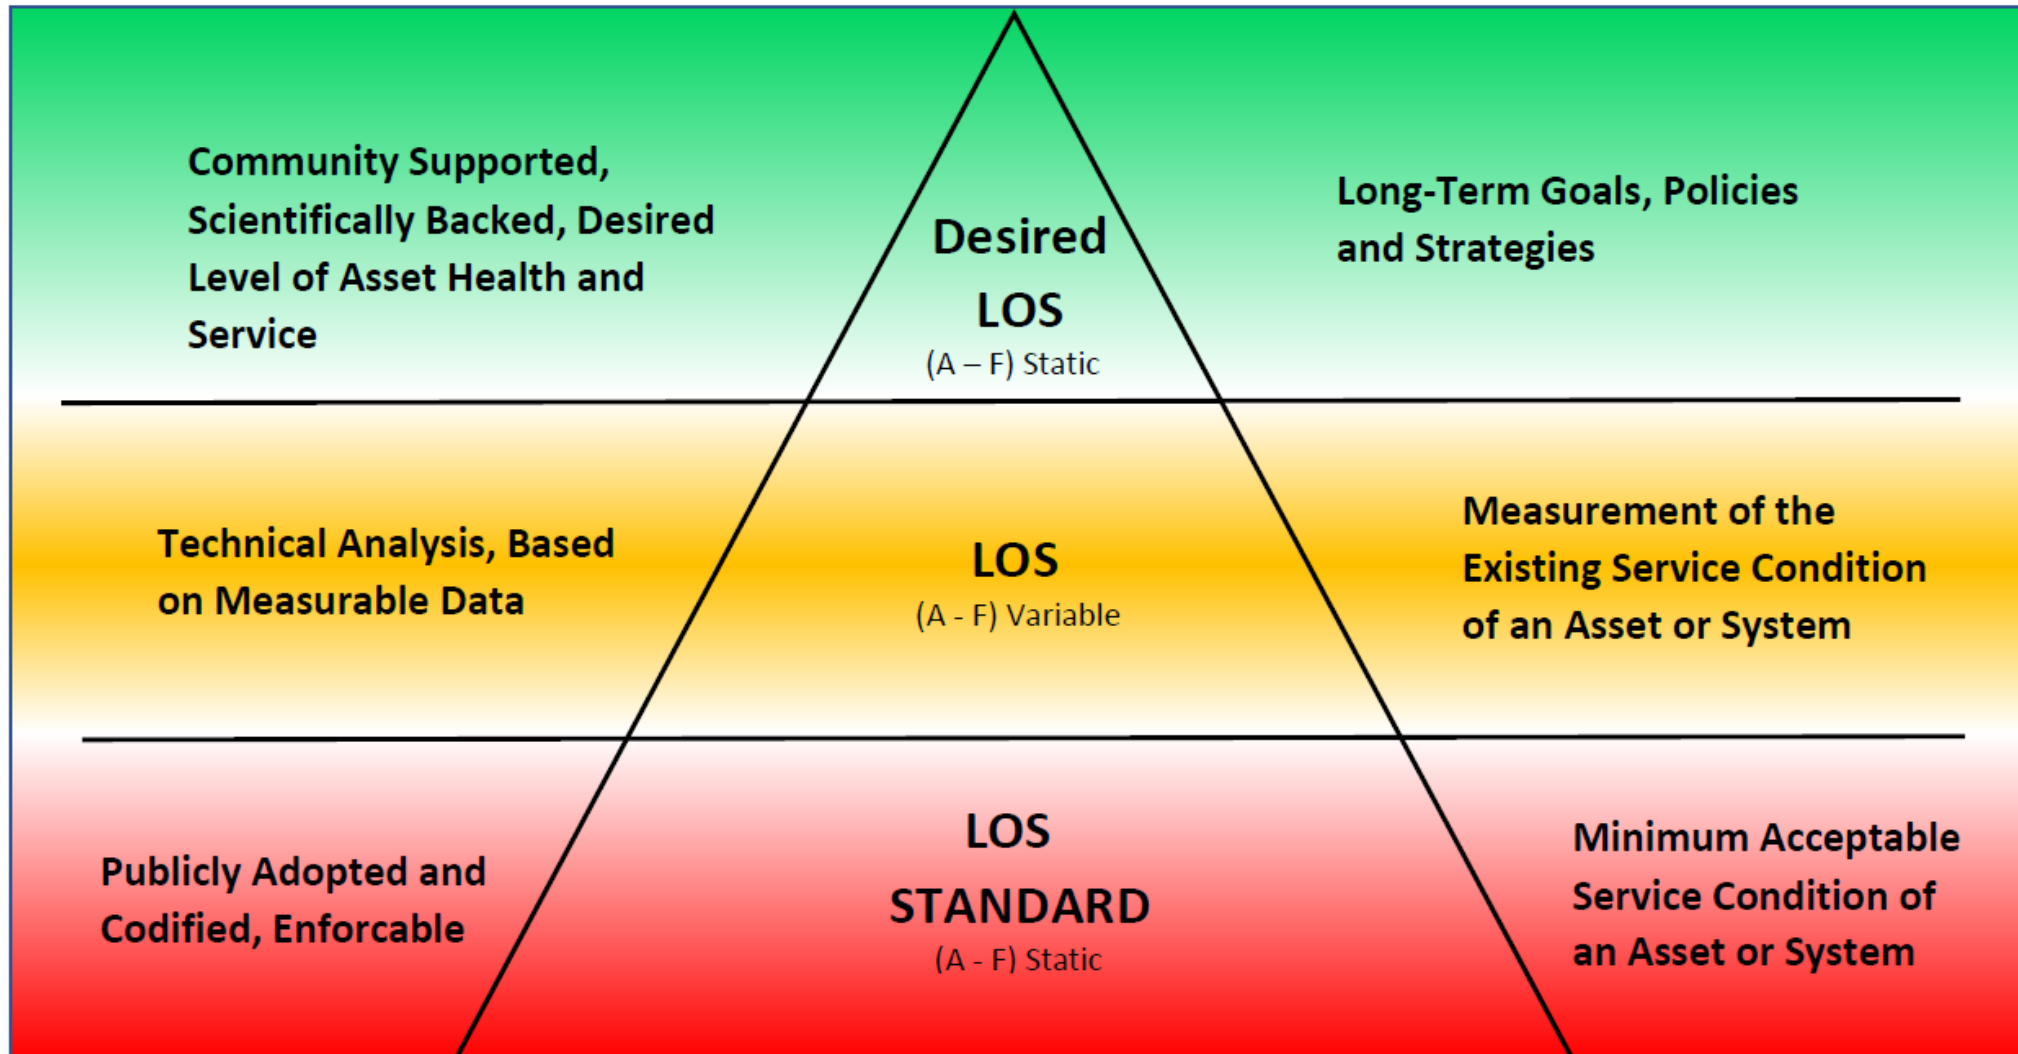 Community Supported,
Scientifically Backed, Desired
Level of Asset Health and
Service
Desired
LOS
(A – F) Static
Long-Term Goals, Policies
and Strategies
Technical Analysis, Based
on Measurable Data
LOS
(A - F) Variable
Measurement of the
Existing Service Condition
of an Asset or System
Publicly Adopted and
Codified, Enforcable
LOS
STANDARD
(A - F) Static
Minimum Acceptable
Service Condition of
an Asset or System